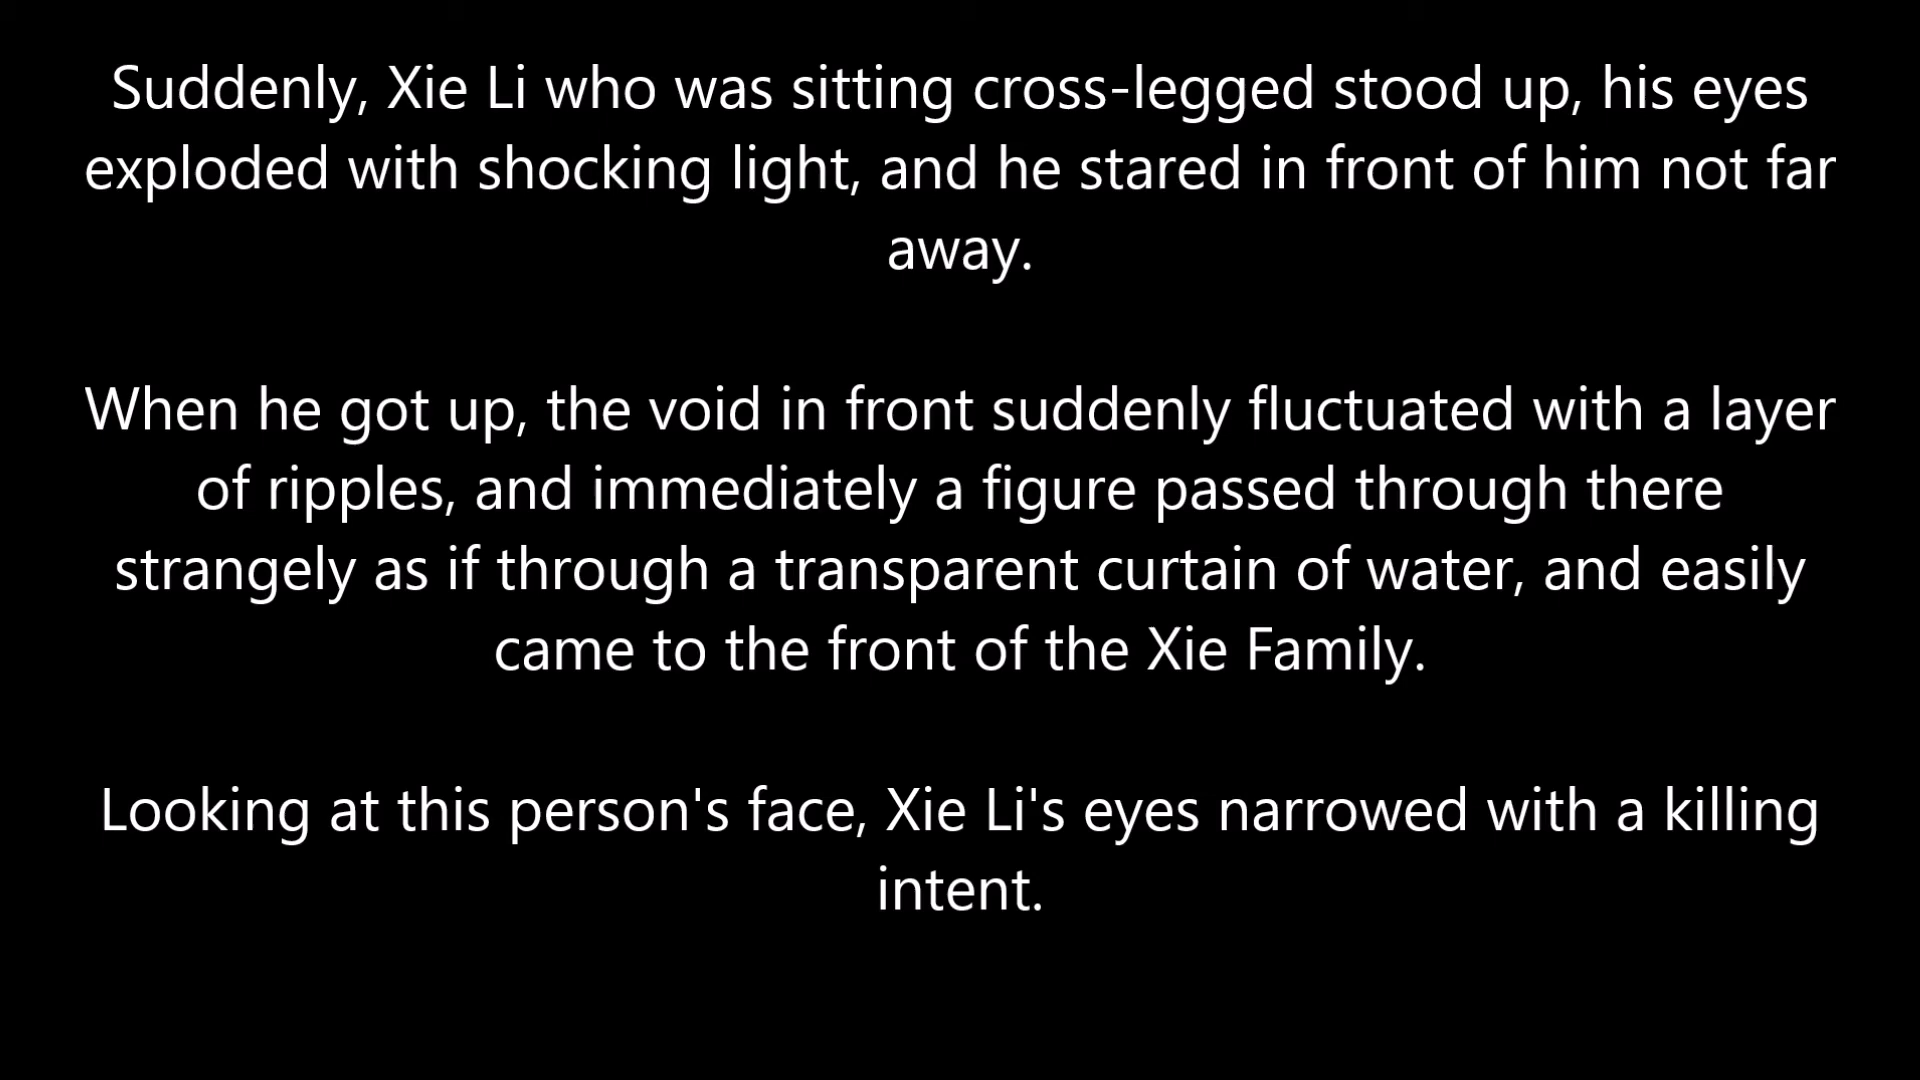 Suddenly, Xie Li who was sitting cross-legged stood up, his eyes
exploded with shocking light, and he stared in front of him not far
away.
When he got up, the void in front suddenly fluctuated with a layer
of ripples, and immediately a figure passed through there
strangely as if through a transparent curtain of water, and easily
came to the front of the Xie Family.
Looking at this person's face, Xie Li's eyes narrowed with a killing
intent.